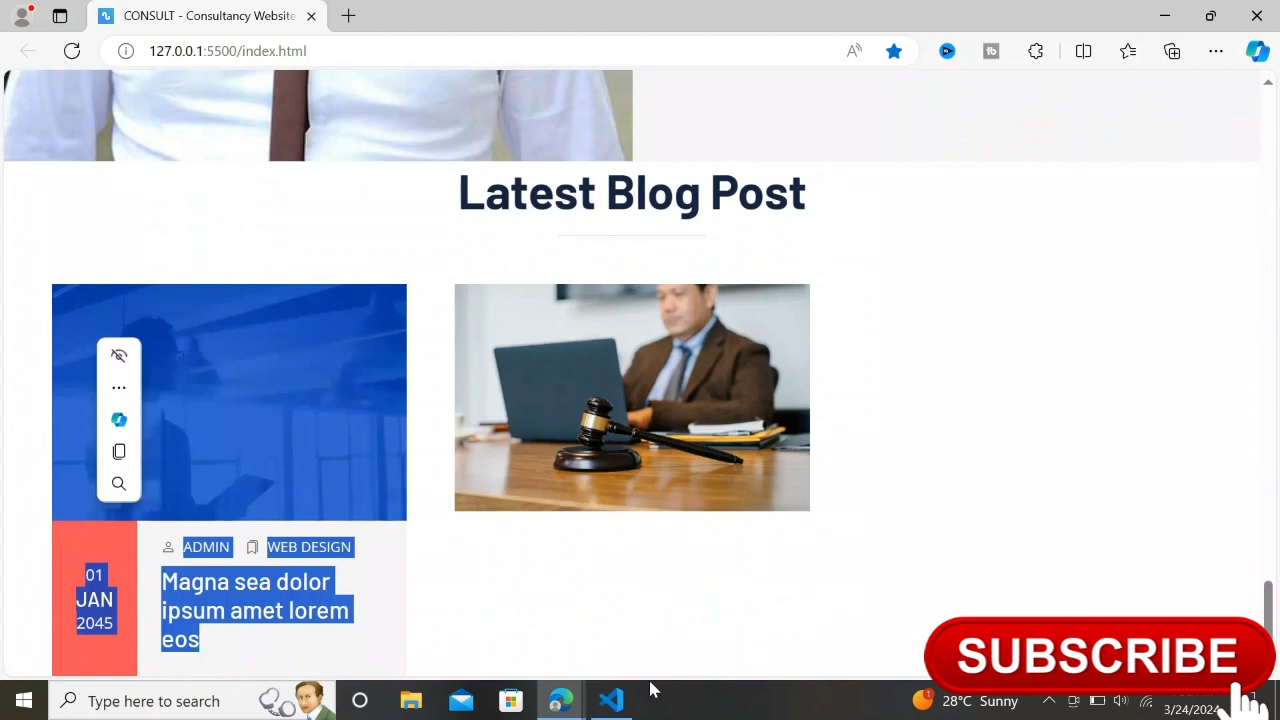 CONSULT - Consultancy Website
127.0.0.1:5500/index.html
Latest Blog Post
ADMIN WEB DESIGN
01
JAN
2045
Magna sea dolor
ipsum amet lorem
eos
SUBSCRIBE
Type here to search
28°C Sunny
3/24/2024